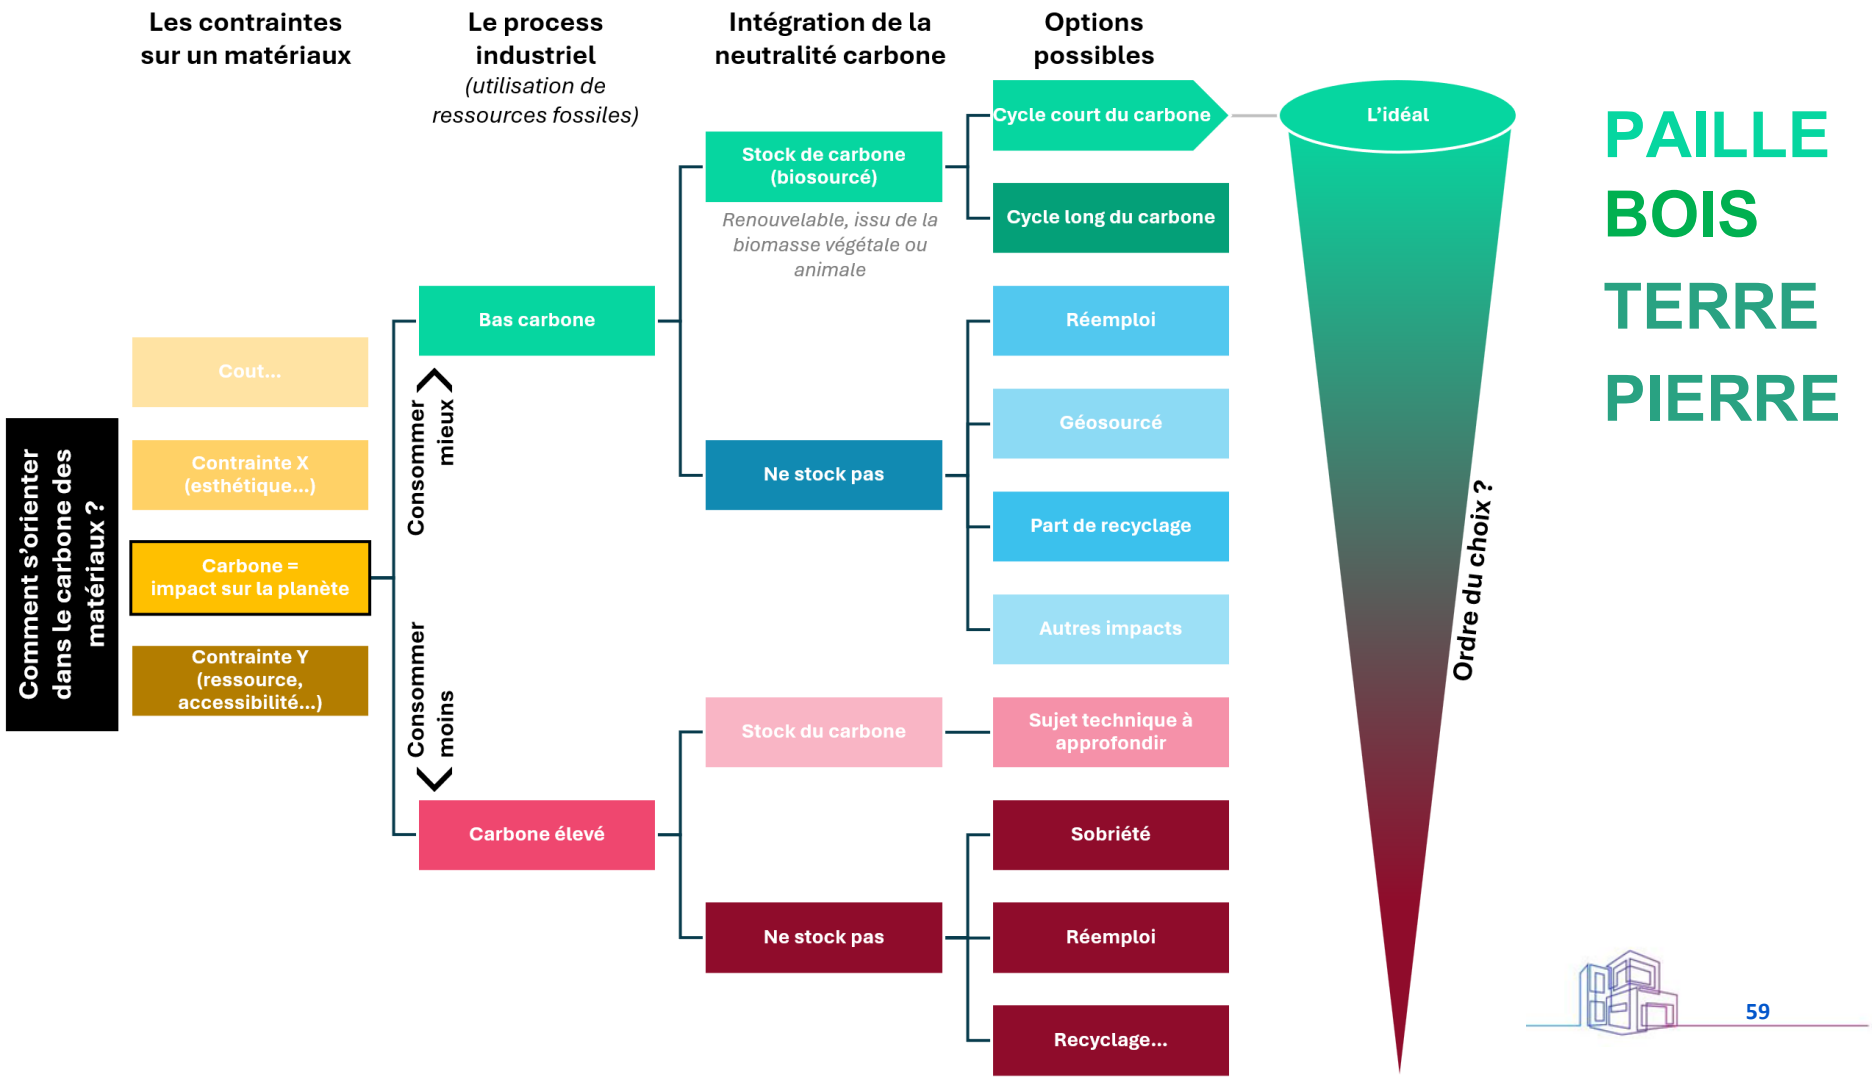 Les contraintes
sur un matériaux
Le process
industriel
(utilisation de
ressources fossiles)
Intégration de la
neutralité carbone
Options
possibles
Comment s'orienter
dans le carbone des
matériaux ?
Cout...
Contrainte X
(esthétique...)
Carbone =
impact sur la planète
Contrainte Y
(ressource,
accessibilité...)
Bas carbone
Consommer
mieux
Consommer
moins
Carbone élevé
Stock de carbone
(biosourcé)
Renouvelable, issu de la
biomasse végétale ou
animale
Ne stock pas
Stock du carbone
Ne stock pas
Cycle court du carbone
Cycle long du carbone
Réemploi
Géosourcé
Part de recyclage
Autres impacts
Sujet technique à
approfondir
Sobriété
Réemploi
Recyclage...
L'idéal
Ordre du choix ?
PAILLE
BOIS
TERRE
PIERRE
59